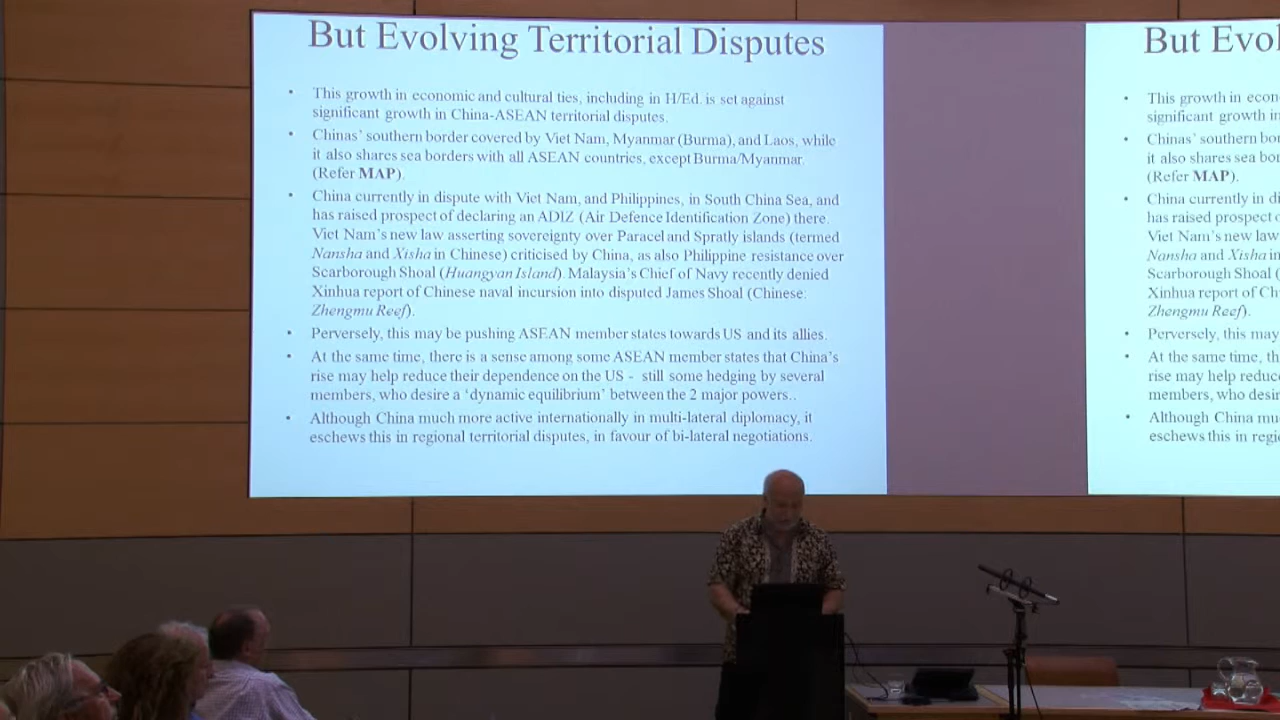 But Evolving Territorial Disputes
• This growth in economic and cultural ties, including in H/Ed. is set against
significant growth in China-ASEAN territorial disputes.
• Chinas’ southern border covered by Viet Nam, Myanmar (Burma), and Laos, while
it also shares sea borders with all ASEAN countries, except Burma/Myanmar.
(Refer MAP).
• China currently in dispute with Viet Nam, and Philippines, in South China Sea, and
has raised prospect of declaring an ADIZ (Air Defence Identification Zone) there.
Viet Nam’s new law asserting sovereignty over Paracel and Spratly islands (termed
Nansha and Xisha in Chinese) criticised by China, as also Philippine resistance over
Scarborough Shoal (Huangyan Island). Malaysia’s Chief of Navy recently denied
Xinhua report of Chinese naval incursion into disputed James Shoal (Chinese:
Zhengmu Reef).
• Perversely, this may be pushing ASEAN member states towards US and its allies.
• At the same time, there is a sense among some ASEAN member states that China’s
rise may help reduce their dependence on the US - still some hedging by several
members, who desire a ‘dynamic equilibrium’ between the 2 major powers..
• Although China much more active internationally in multi-lateral diplomacy, it
eschews this in regional territorial disputes, in favour of bi-lateral negotiations.
But Evol
• This growth in econ
significant growth in
• Chinas’ southern bo
it also shares sea bor
(Refer MAP).
• China currently in di
has raised prospect o
Viet Nam’s new law
Nansha and Xisha in
Scarborough Shoal (
Xinhua report of Ch
Zhengmu Reef).
• Perversely, this may
• At the same time, th
rise may help reduce
members, who desir
• Although China mu
eschews this in regi